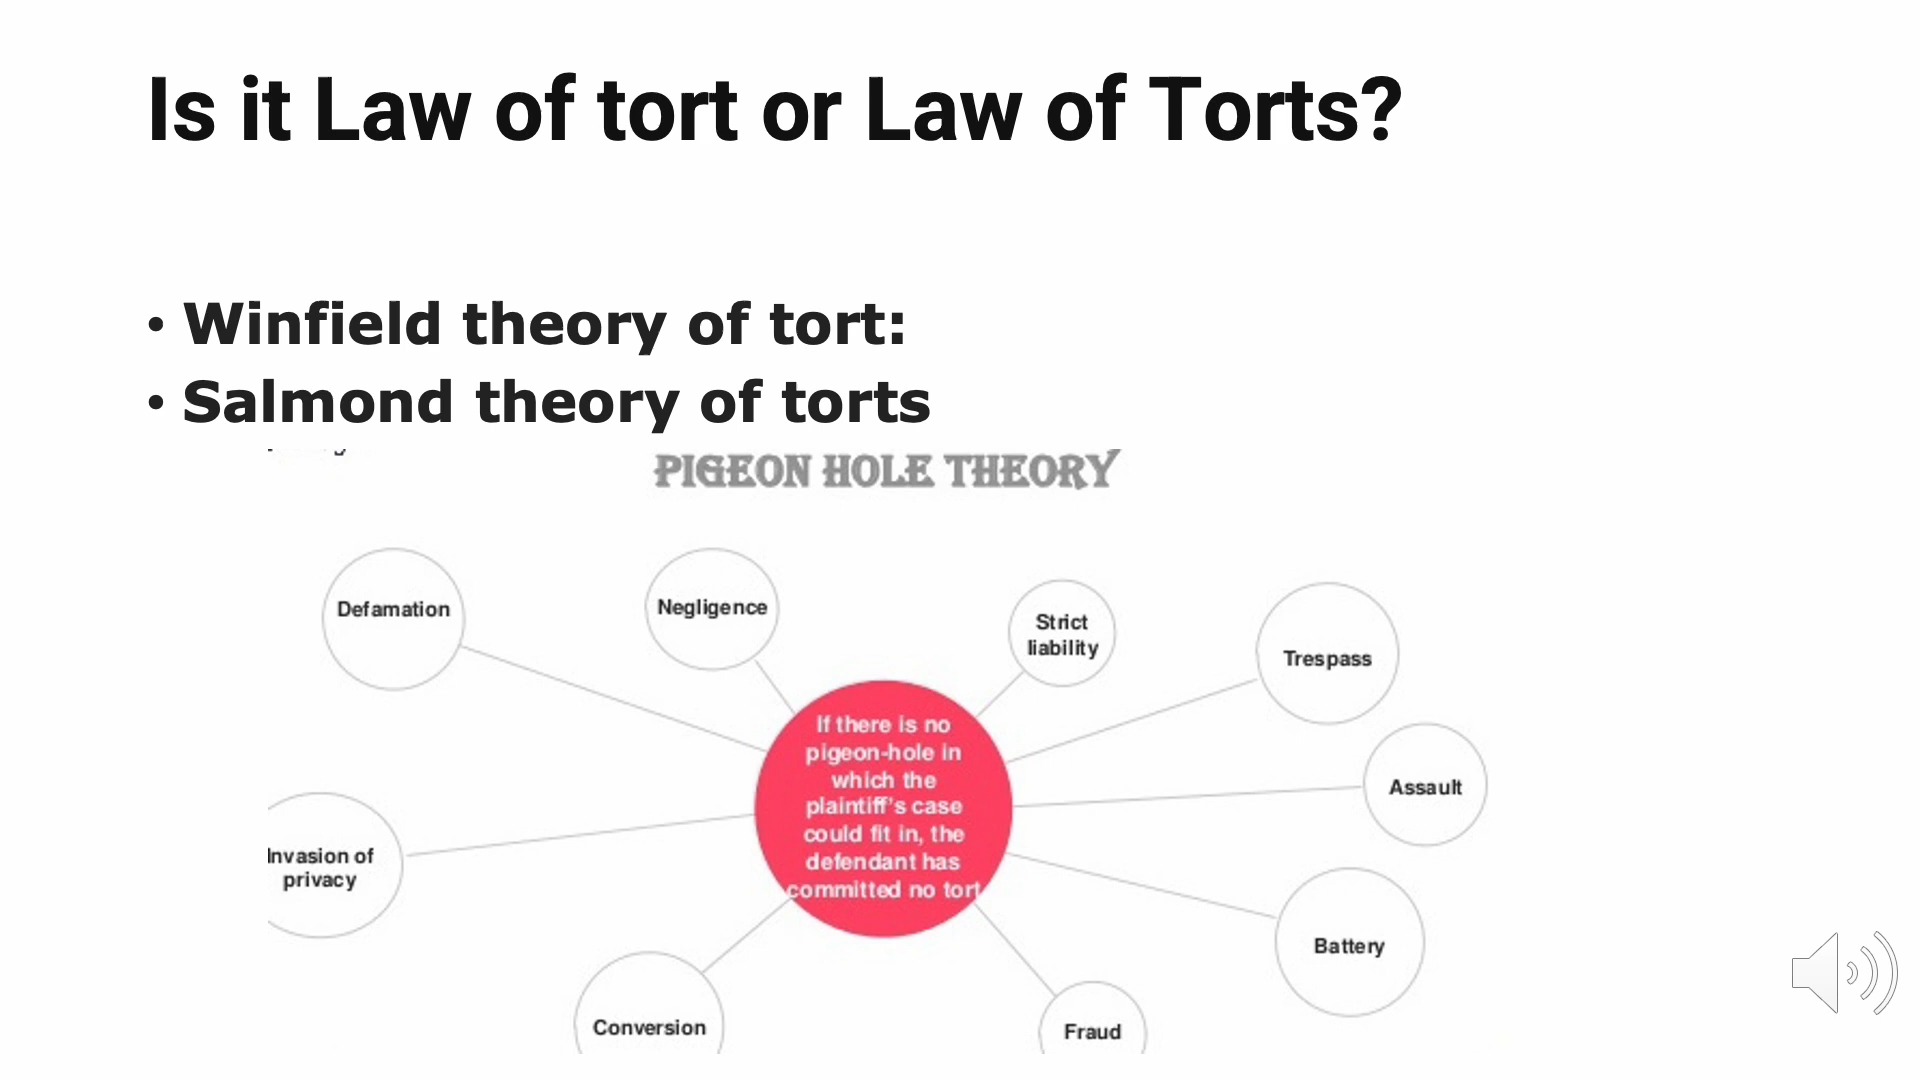 Is it Law of tort or Law of Torts?
• Winfield theory of tort:
• Salmond theory of torts
PIGEON HOLE THEORY
Defamation
Negligence
Strict
liability
Trespass
If there is no
pigeon-hole in
which the
plaintiff's case
could fit in, the
defendant has
committed no tort
Assault
Invasion of
privacy
Battery
Conversion
Fraud